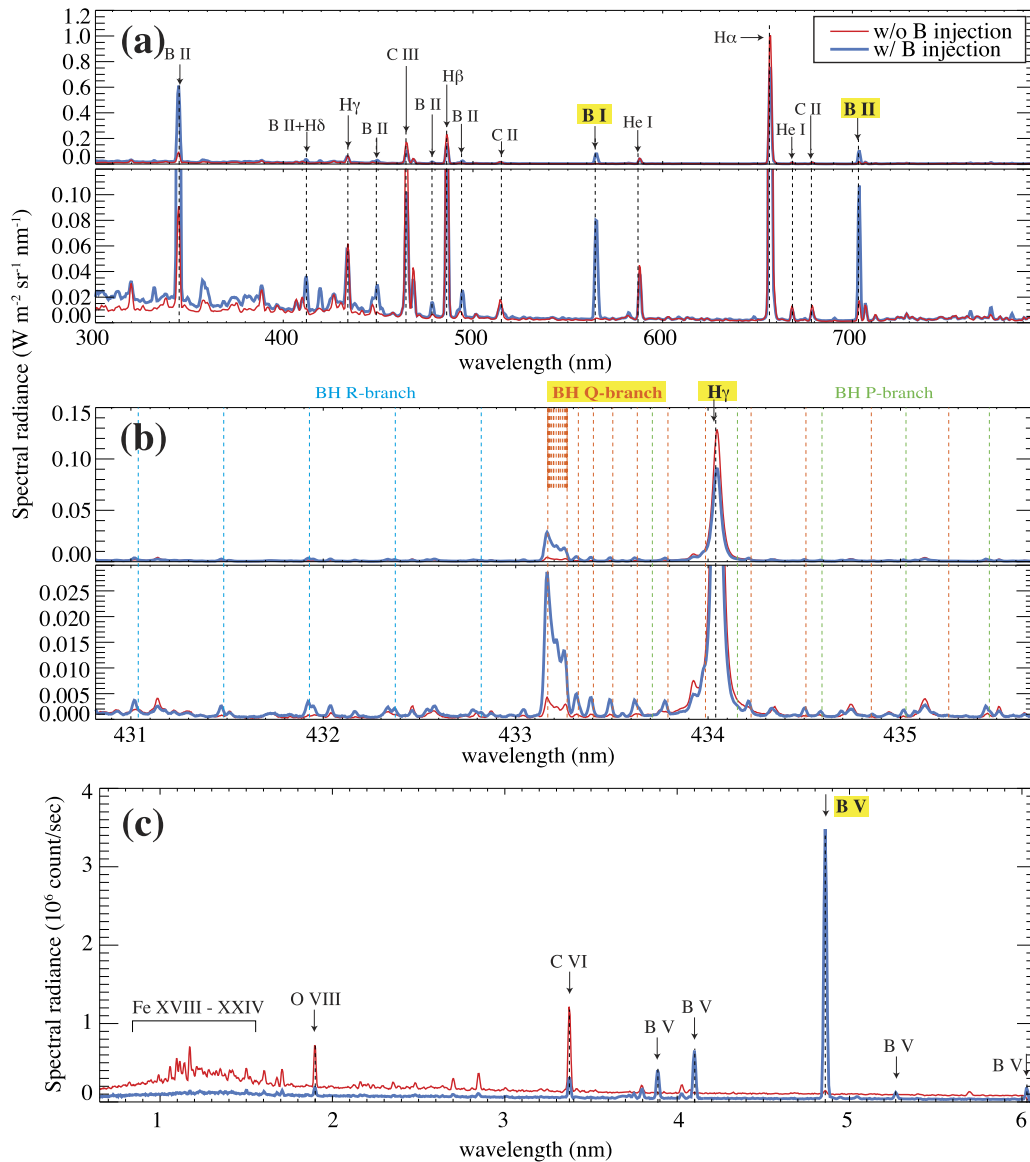 (a)
w/o B injection
w/ B injection
B II
B II+Hδ
Hγ
B II
C III
B II
Hβ
B II
C II
B I
He I
Hα
He I
C II
B II
1.2
1.0
0.8
0.6
0.4
0.2
0.0
0.10
0.08
0.06
0.04
0.02
0.00
300 400 500 600 700
wavelength (nm)
Spectral radiance (W m⁻² sr⁻¹ nm⁻¹)
BH R-branch BH Q-branch Hγ BH P-branch
(b)
0.15
0.10
0.05
0.00
0.025
0.020
0.015
0.010
0.005
0.000
431 432 433 434 435
wavelength (nm)
(c)
B V
Fe XVIII - XXIV
O VIII
C VI
B V
B V
B V
B V
4
3
2
1
0
1 2 3 4 5 6
wavelength (nm)
Spectral radiance (10⁶ count/sec)